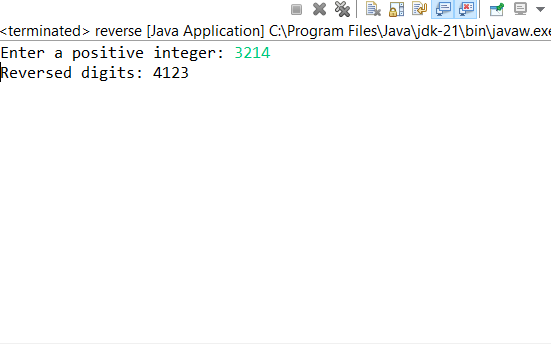 <terminated> reverse [Java Application] C:\Program Files\Java\jdk-21\bin\javaw.exe
Enter a positive integer: 3214
Reversed digits: 4123